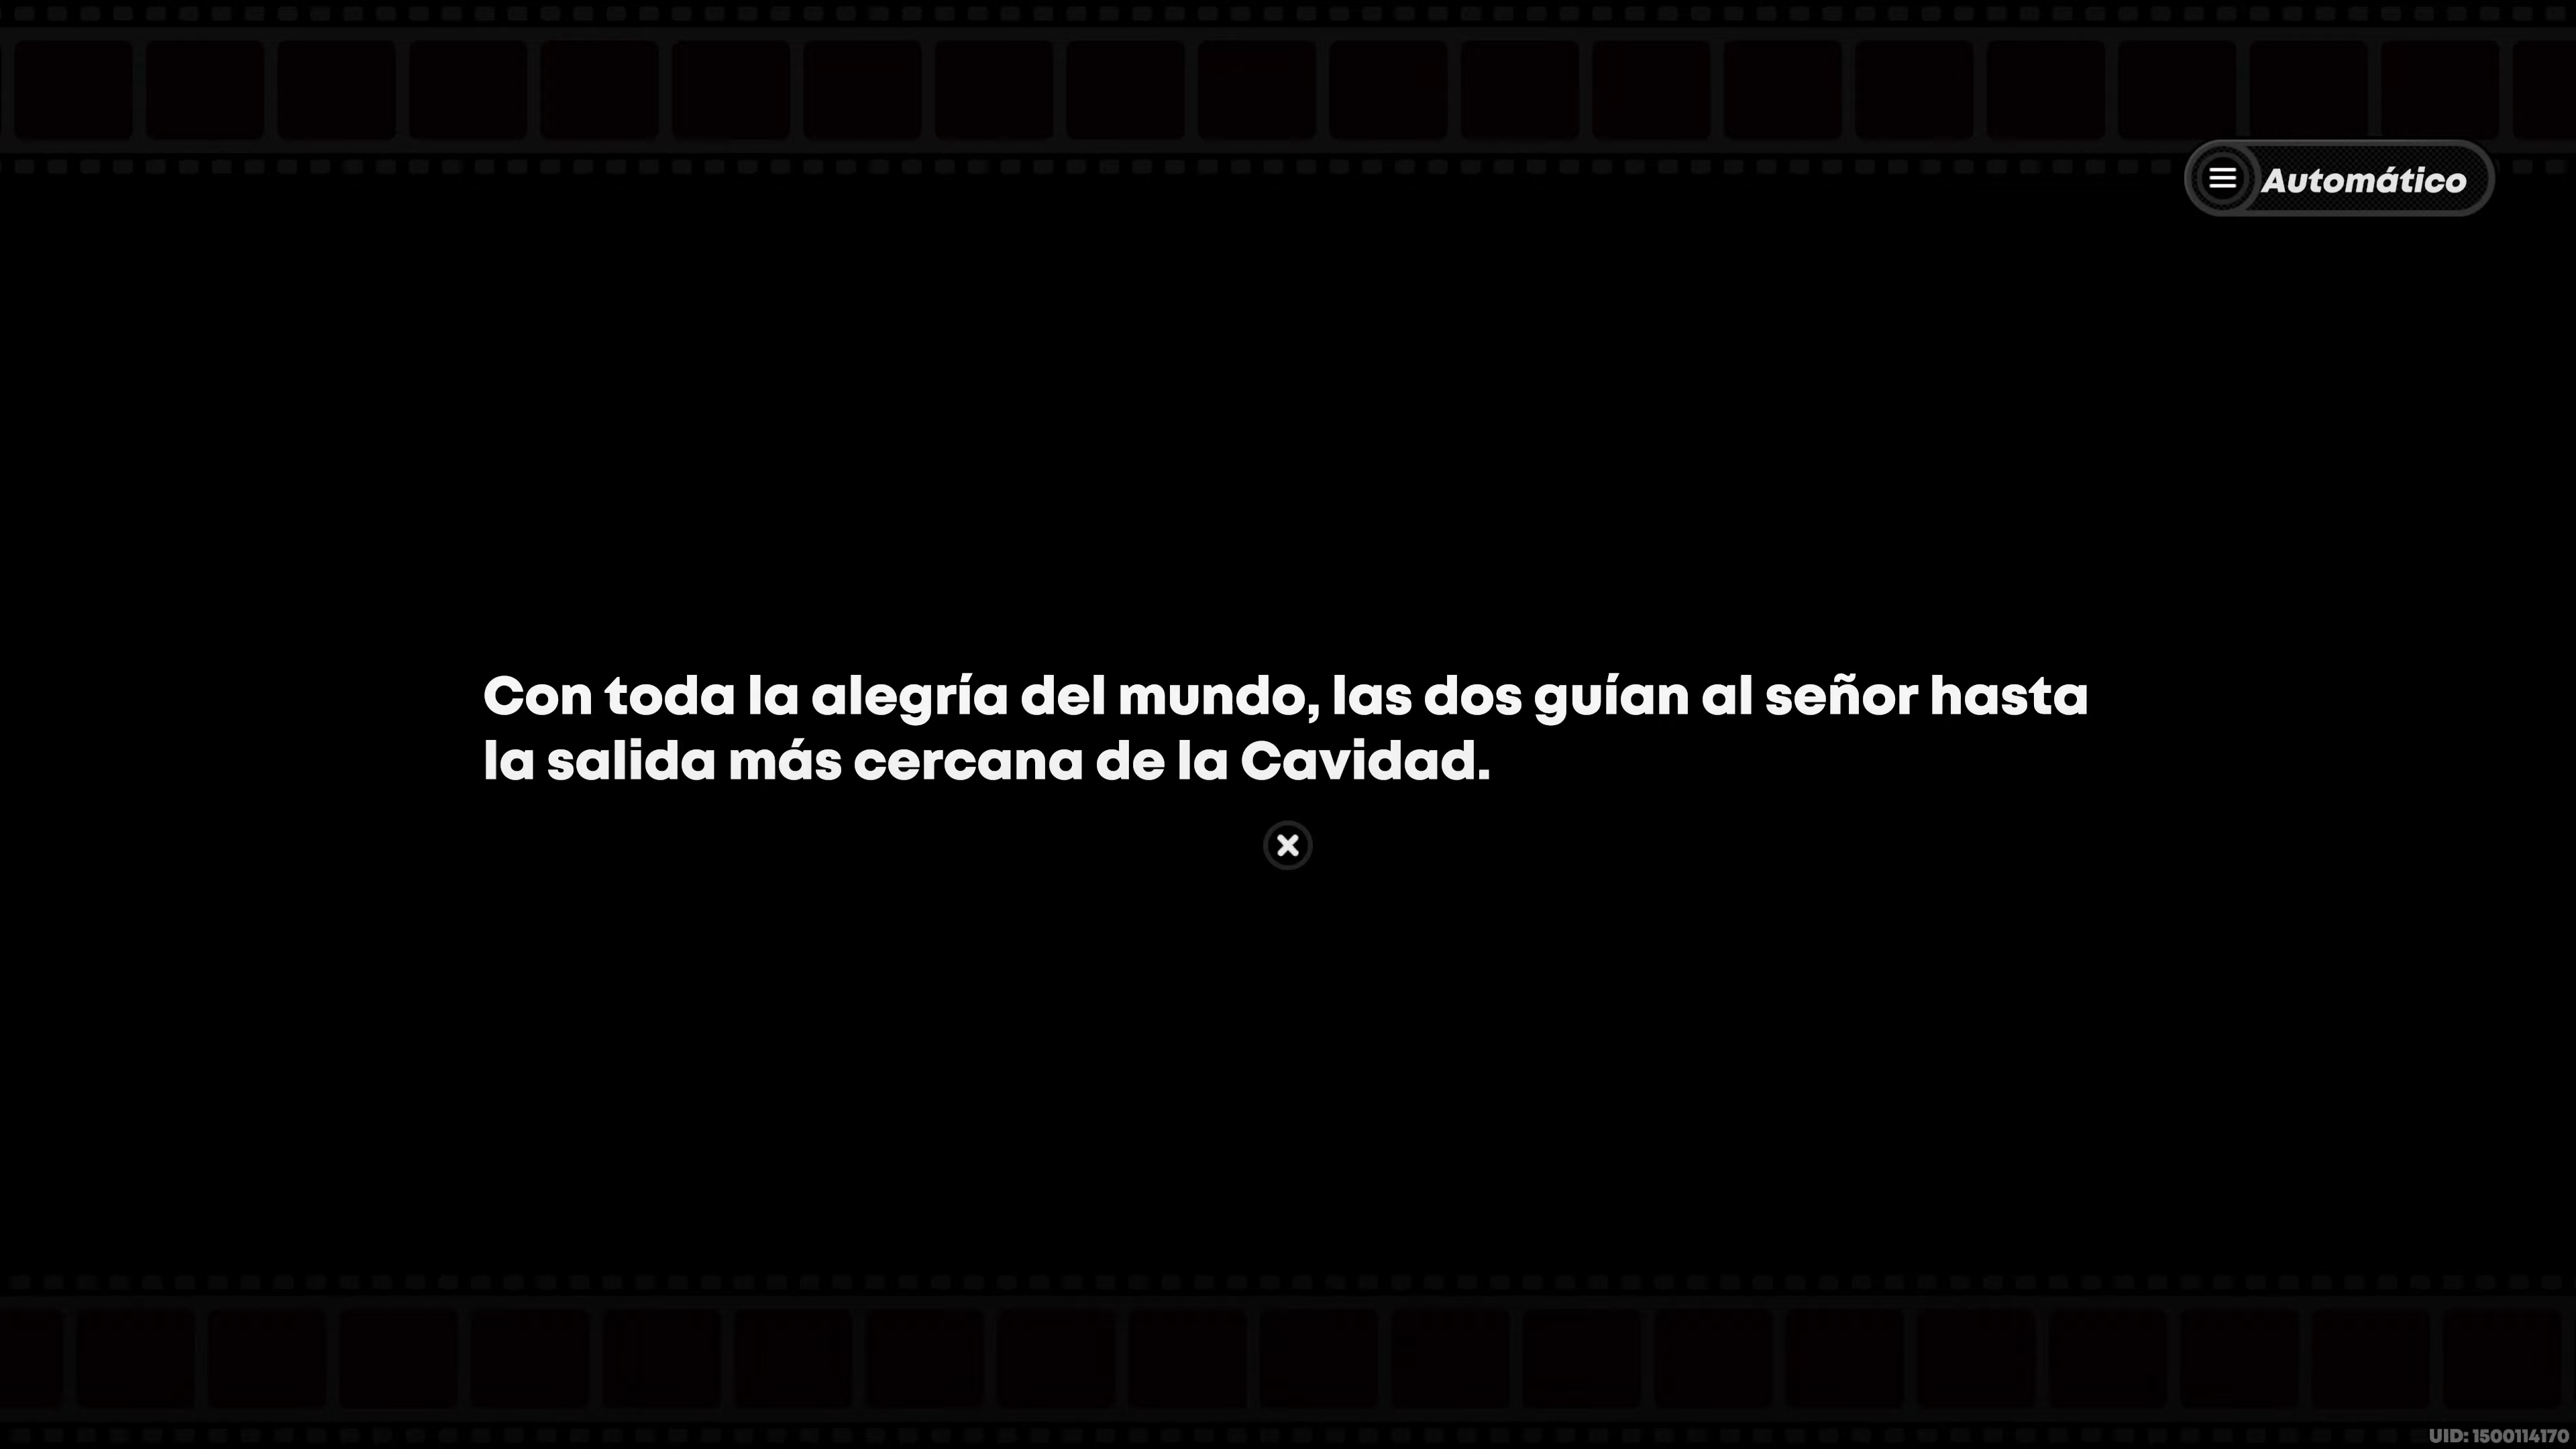 Automático
Con toda la alegría del mundo, las dos guían al señor hasta
la salida más cercana de la Cavidad.
UID: 1500114170